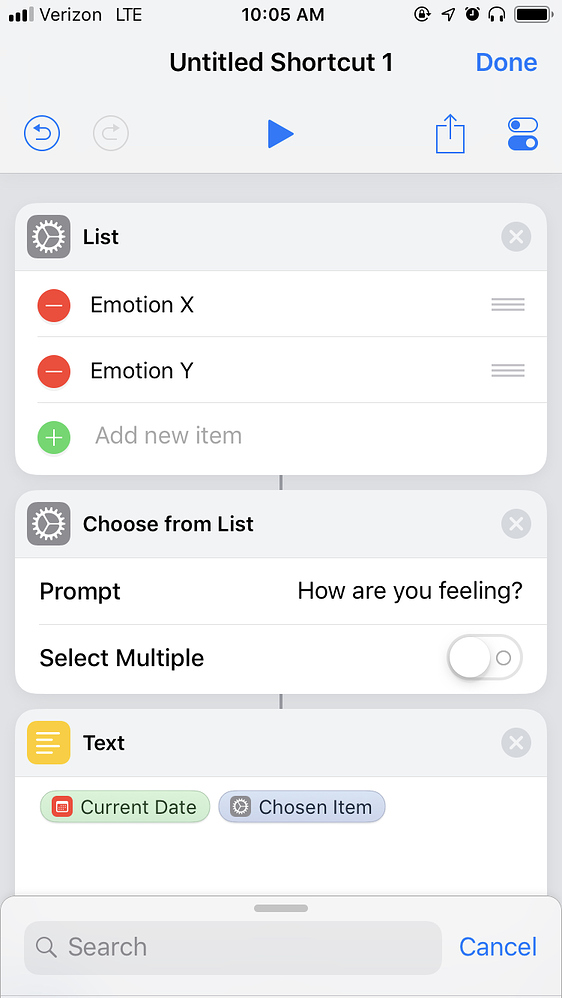 Verizon LTE 10:05 AM
Untitled Shortcut 1 Done
List
Emotion X
Emotion Y
Add new item
Choose from List
Prompt How are you feeling?
Select Multiple
Text
Current Date Chosen Item
Search Cancel